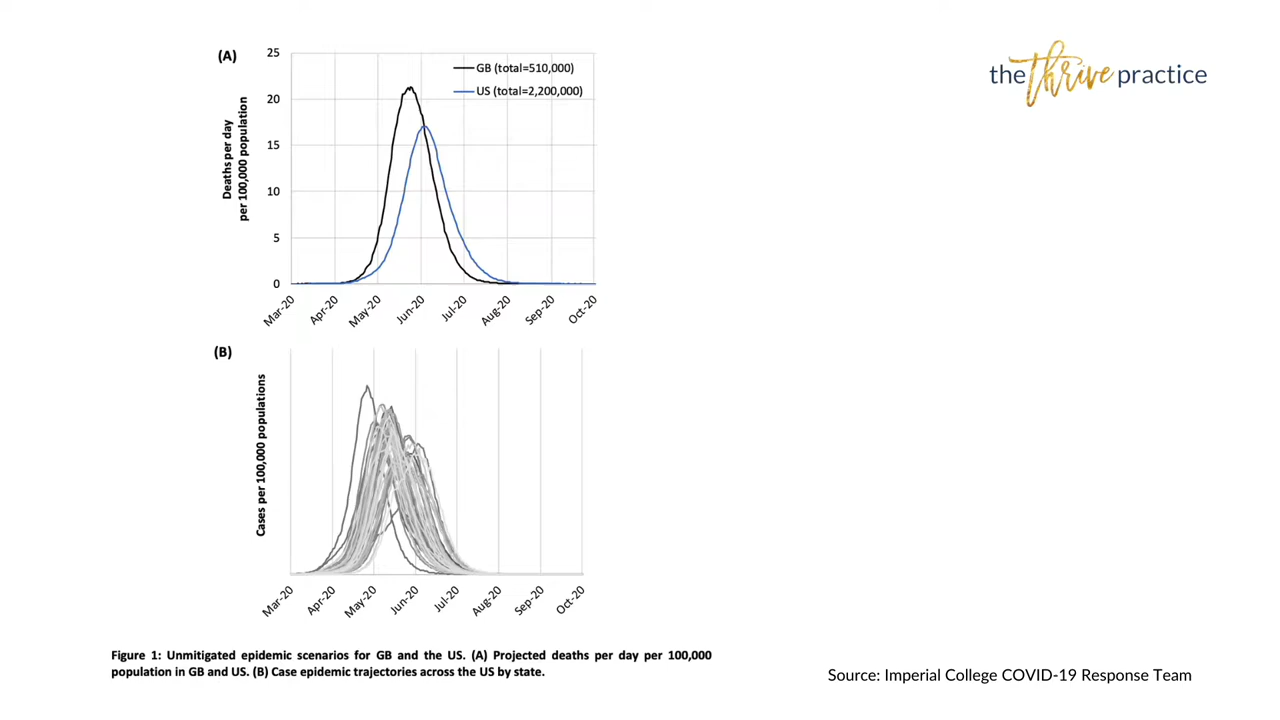 (A)
25
20
15
10
5
0
Deaths per day
per 100,000 population
GB (total=510,000)
US (total=2,200,000)
Mar-20
Apr-20
May-20
Jun-20
Jul-20
Aug-20
Sep-20
Oct-20
the thrive practice
(B)
Cases per 100,000 populations
Mar-20
Apr-20
May-20
Jun-20
Jul-20
Aug-20
Sep-20
Oct-20
Figure 1: Unmitigated epidemic scenarios for GB and the US. (A) Projected deaths per day per 100,000
population in GB and US. (B) Case epidemic trajectories across the US by state.
Source: Imperial College COVID-19 Response Team